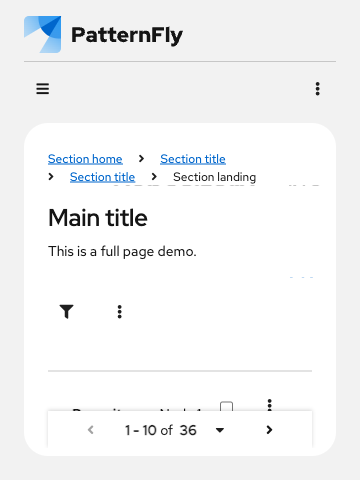 PatternFly
Section home Section title
Section title Section landing
Main title
This is a full page demo.
1 - 10 of 36